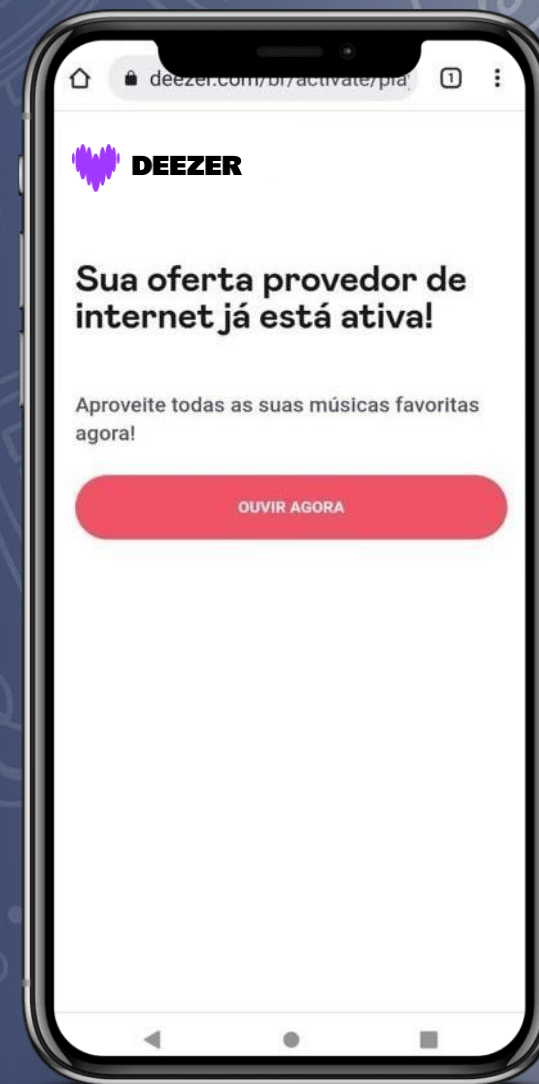 deezer.com/br/activate/pla
1
DEEZER
Sua oferta provedor de
internet já está ativa!
Aproveite todas as suas músicas favoritas
agora!
OUVIR AGORA